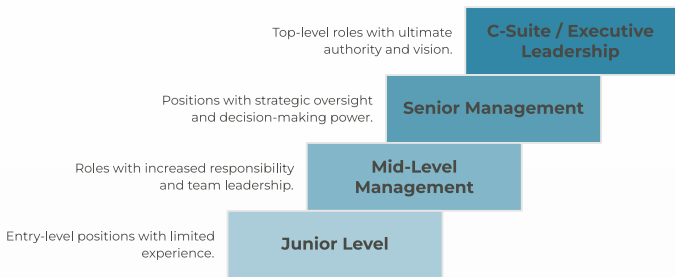 Top-level roles with ultimate
authority and vision.
C-Suite / Executive
Leadership
Positions with strategic oversight
and decision-making power.
Senior Management
Roles with increased responsibility
and team leadership.
Mid-Level
Management
Entry-level positions with limited
experience.
Junior Level